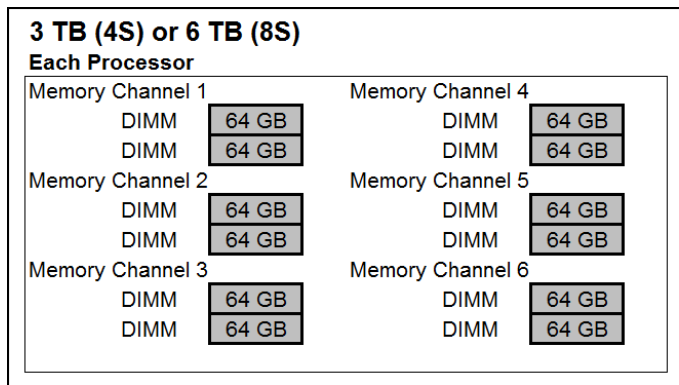 3 TB (4S) or 6 TB (8S)
Each Processor
Memory Channel 1
DIMM 64 GB
DIMM 64 GB
Memory Channel 2
DIMM 64 GB
DIMM 64 GB
Memory Channel 3
DIMM 64 GB
DIMM 64 GB
Memory Channel 4
DIMM 64 GB
DIMM 64 GB
Memory Channel 5
DIMM 64 GB
DIMM 64 GB
Memory Channel 6
DIMM 64 GB
DIMM 64 GB